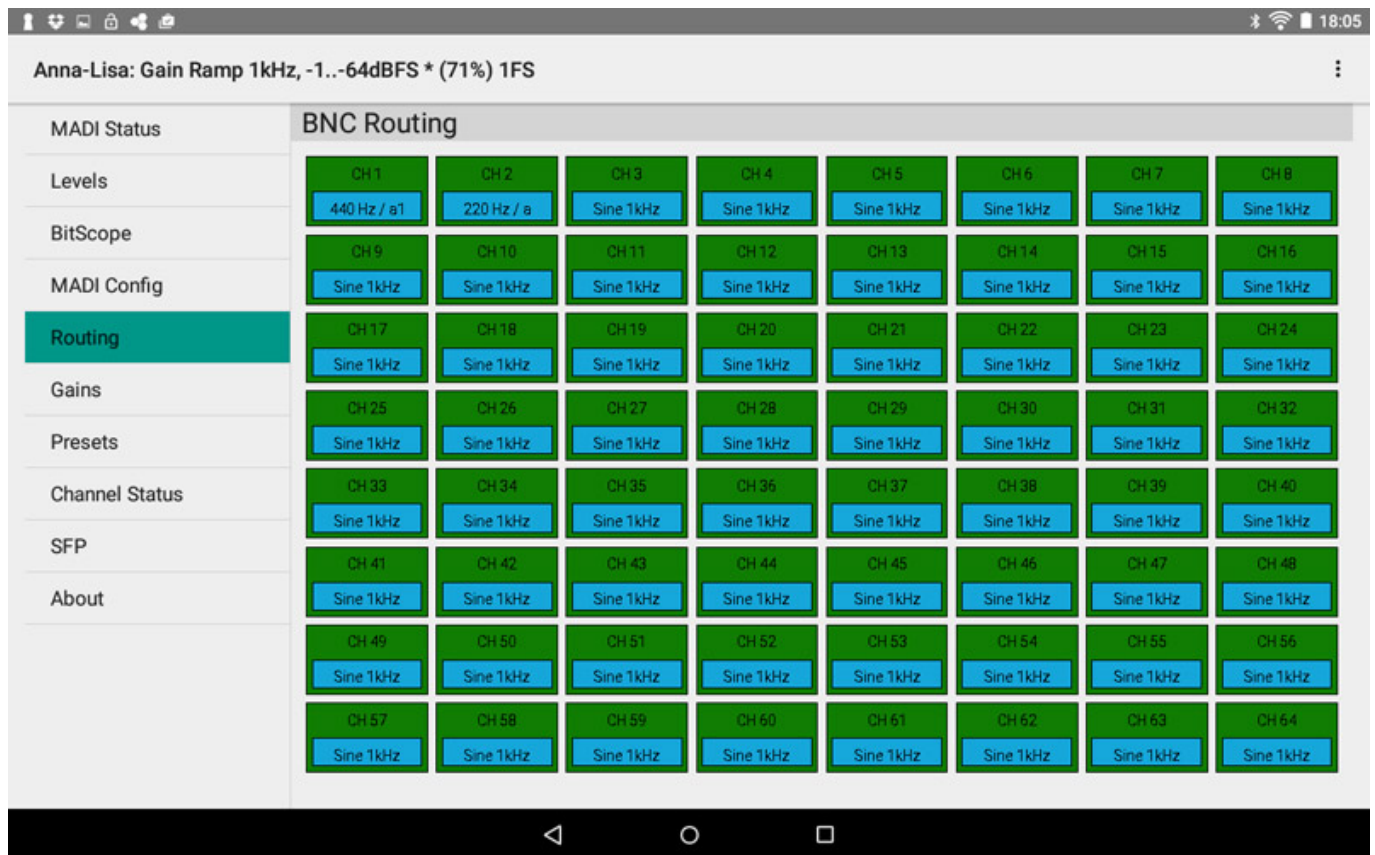 18:05
Anna-Lisa: Gain Ramp 1kHz, -1..-64dBFS * (71%) 1FS
MADI Status
Levels
BitScope
MADI Config
Routing
Gains
Presets
Channel Status
SFP
About
BNC Routing
CH 1 CH 2 CH 3 CH 4 CH 5 CH 6 CH 7 CH 8
440 Hz / a1 220 Hz / a Sine 1kHz Sine 1kHz Sine 1kHz Sine 1kHz Sine 1kHz Sine 1kHz
CH 9 CH 10 CH 11 CH 12 CH 13 CH 14 CH 15 CH 16
Sine 1kHz Sine 1kHz Sine 1kHz Sine 1kHz Sine 1kHz Sine 1kHz Sine 1kHz Sine 1kHz
CH 17 CH 18 CH 19 CH 20 CH 21 CH 22 CH 23 CH 24
Sine 1kHz Sine 1kHz Sine 1kHz Sine 1kHz Sine 1kHz Sine 1kHz Sine 1kHz Sine 1kHz
CH 25 CH 26 CH 27 CH 28 CH 29 CH 30 CH 31 CH 32
Sine 1kHz Sine 1kHz Sine 1kHz Sine 1kHz Sine 1kHz Sine 1kHz Sine 1kHz Sine 1kHz
CH 33 CH 34 CH 35 CH 36 CH 37 CH 38 CH 39 CH 40
Sine 1kHz Sine 1kHz Sine 1kHz Sine 1kHz Sine 1kHz Sine 1kHz Sine 1kHz Sine 1kHz
CH 41 CH 42 CH 43 CH 44 CH 45 CH 46 CH 47 CH 48
Sine 1kHz Sine 1kHz Sine 1kHz Sine 1kHz Sine 1kHz Sine 1kHz Sine 1kHz Sine 1kHz
CH 49 CH 50 CH 51 CH 52 CH 53 CH 54 CH 55 CH 56
Sine 1kHz Sine 1kHz Sine 1kHz Sine 1kHz Sine 1kHz Sine 1kHz Sine 1kHz Sine 1kHz
CH 57 CH 58 CH 59 CH 60 CH 61 CH 62 CH 63 CH 64
Sine 1kHz Sine 1kHz Sine 1kHz Sine 1kHz Sine 1kHz Sine 1kHz Sine 1kHz Sine 1kHz